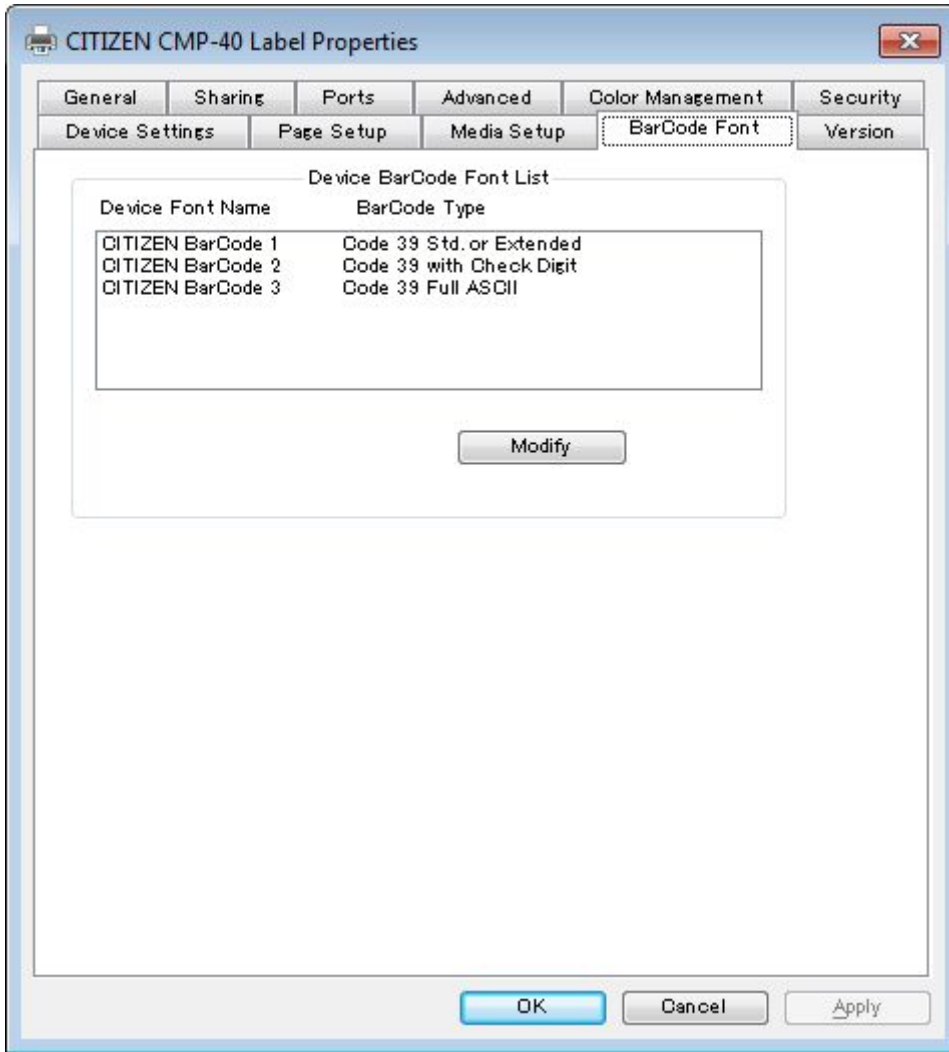 CITIZEN CMP-40 Label Properties
General Sharing Ports Advanced Color Management Security
Device Settings Page Setup Media Setup BarCode Font Version
Device BarCode Font List
Device Font Name BarCode Type
CITIZEN BarCode 1 Code 39 Std. or Extended
CITIZEN BarCode 2 Code 39 with Check Digit
CITIZEN BarCode 3 Code 39 Full ASCII
Modify
OK Cancel Apply